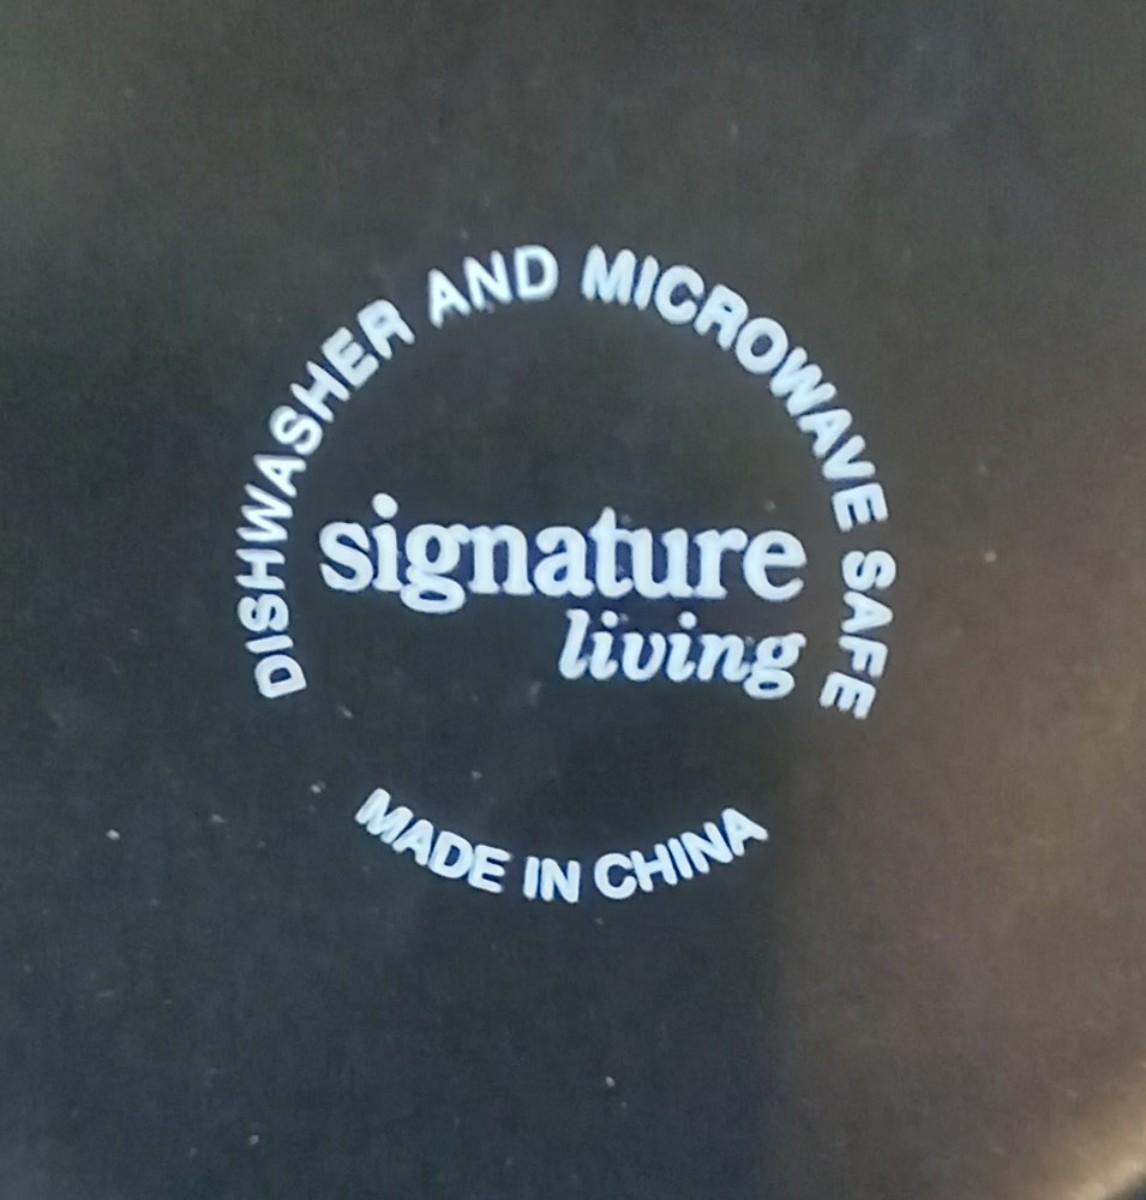 DISHWASHER AND MICROWAVE SAFE
signature
living
MADE IN CHINA